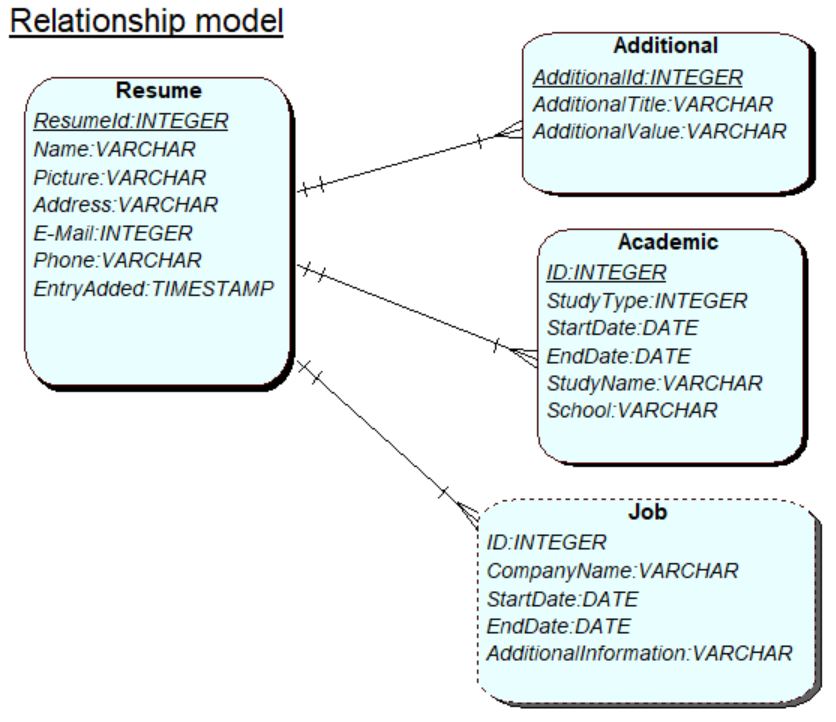 Relationship model
Resume
ResumeId:INTEGER
Name:VARCHAR
Picture:VARCHAR
Address:VARCHAR
E-Mail:INTEGER
Phone:VARCHAR
EntryAdded:TIMESTAMP
Additional
AdditionalId:INTEGER
AdditionalTitle:VARCHAR
AdditionalValue:VARCHAR
Academic
ID:INTEGER
StudyType:INTEGER
StartDate:DATE
EndDate:DATE
StudyName:VARCHAR
School:VARCHAR
Job
ID:INTEGER
CompanyName:VARCHAR
StartDate:DATE
EndDate:DATE
AdditionalInformation:VARCHAR